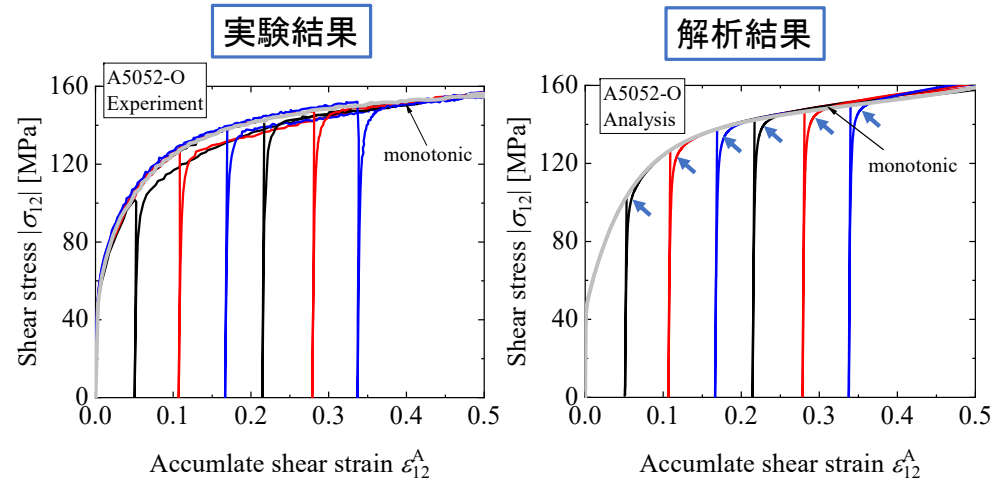 実験結果
A5052-O
Experiment
monotonic
160
120
80
40
0
0.0 0.1 0.2 0.3 0.4 0.5
Shear stress |σ12| [MPa]
Accumlate shear strain ε12A
解析結果
A5052-O
Analysis
monotonic
160
120
80
40
0
0.0 0.1 0.2 0.3 0.4 0.5
Shear stress |σ12| [MPa]
Accumlate shear strain ε12A